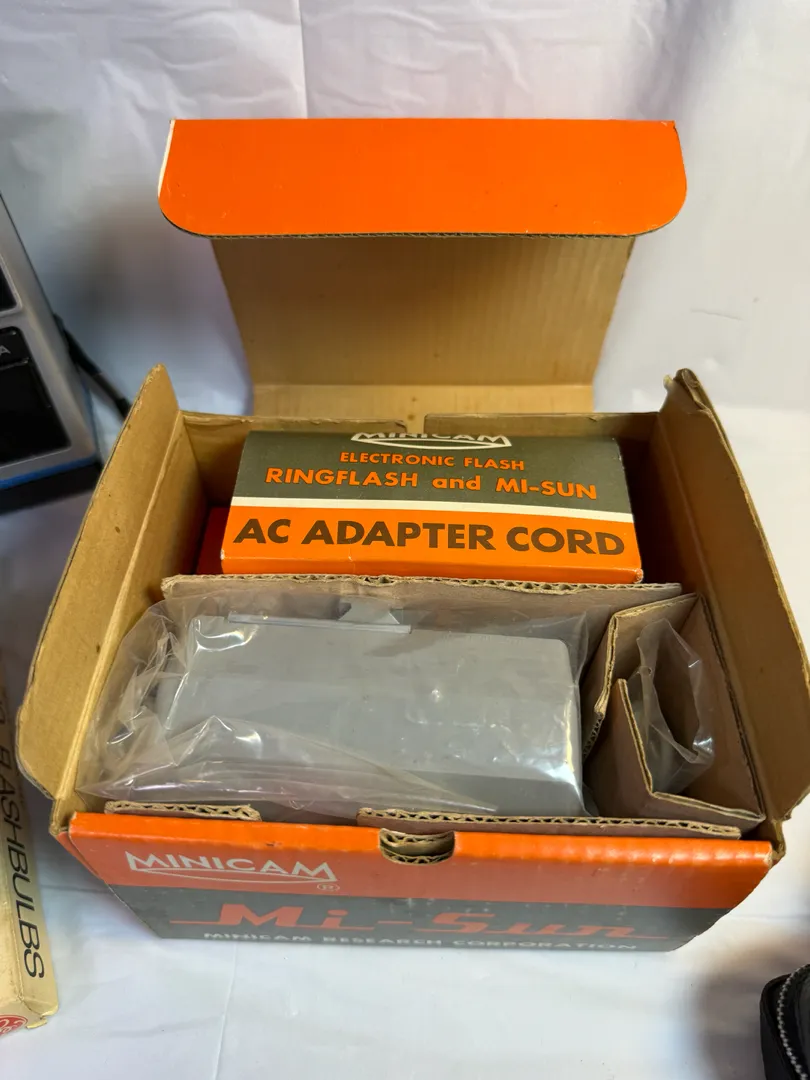 MINICAM
ELECTRONIC FLASH
RINGFLASH and MI-SUN
AC ADAPTER CORD
MINICAM
®
Mi-Sun
MINICAM RESEARCH CORPORATION
FLASHBULBS
A